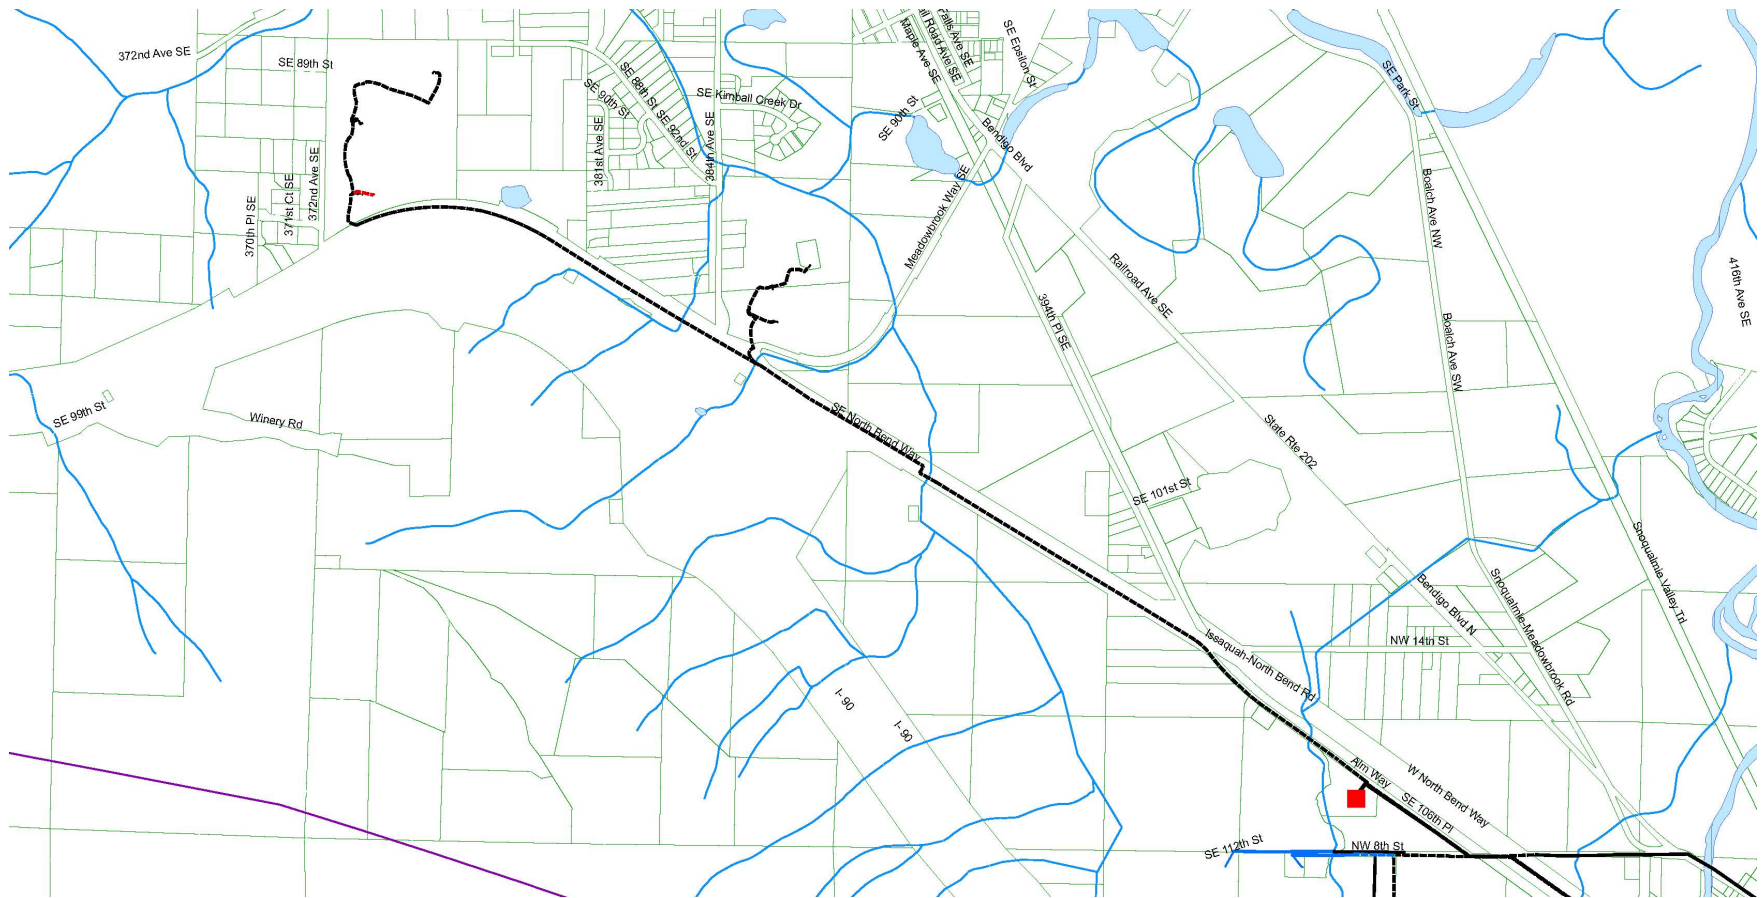 372nd Ave SE
SE 89th St
SE 88th St
SE 90th St
SE 92nd St
SE Kimball Creek Dr
381st Ave SE
384th Ave SE
370th Pl SE
371st Ct SE
372nd Ave SE
Maple Ave SE
Road Ave SE
Falls Ave SE
SE Epsilon St
SE 90th St
Bendigo Blvd
Meadowbrook Way SE
SE Park St
Boalch Ave NW
416th Ave SE
Railroad Ave SE
394th Pl SE
Boalch Ave SW
SE 99th St
Winery Rd
SE North Bend Way
State Rte 202
SE 101st St
Snoqualmie Valley Trl
Bendigo Blvd N
Snoqualmie-Meadowbrook Rd
NW 14th St
Issaquah-North Bend Rd
I- 90
I- 90
Alm Way
W North Bend Way
SE 106th Pl
SE 112th St
NW 8th St